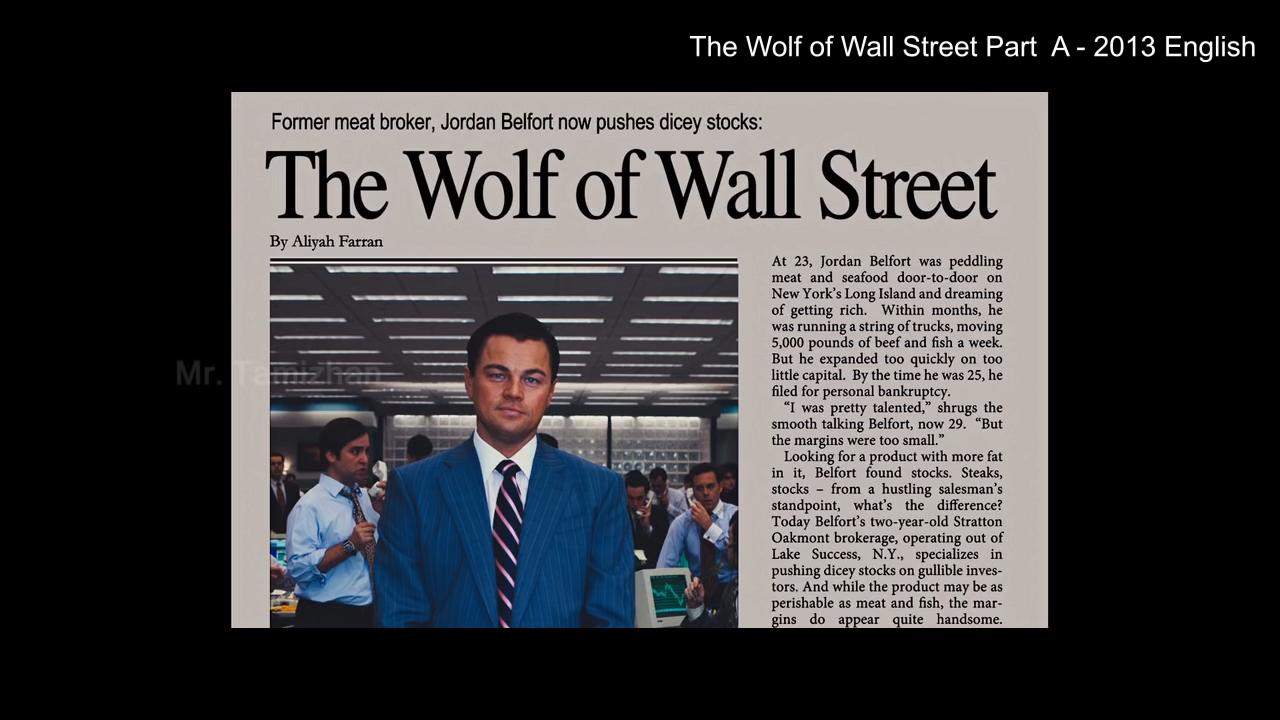 The Wolf of Wall Street Part  A - 2013 English
Former meat broker, Jordan Belfort now pushes dicey stocks:
The Wolf of Wall Street
By Aliyah Farran
At 23, Jordan Belfort was peddling
meat and seafood door-to-door on
New York's Long Island and dreaming
of getting rich.  Within months, he
was running a string of trucks, moving
5,000 pounds of beef and fish a week.
But he expanded too quickly on too
little capital.  By the time he was 25, he
filed for personal bankruptcy.
“I was pretty talented,” shrugs the
smooth talking Belfort, now 29.  “But
the margins were too small.”
Looking for a product with more fat
in it, Belfort found stocks. Steaks,
stocks – from a hustling salesman's
standpoint, what's the difference?
Today Belfort's two-year-old Stratton
Oakmont brokerage, operating out of
Lake Success, N.Y., specializes in
pushing dicey stocks on gullible inves-
tors. And while the product may be as
perishable as meat and fish, the mar-
gins do appear quite handsome.
Mr. Tamizhan